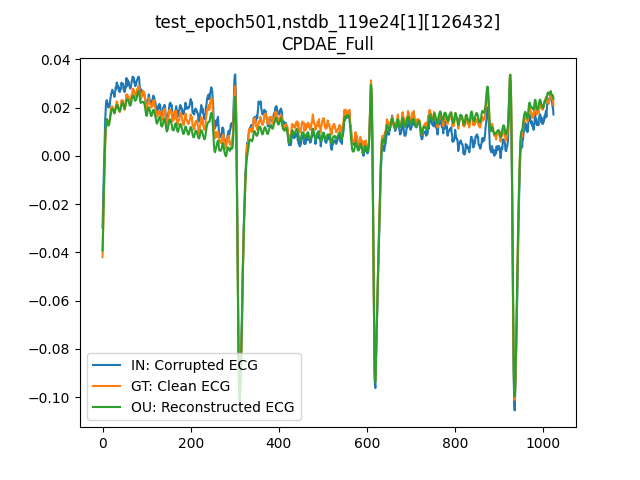 test_epoch501,nstdb_119e24[1][126432]
CPDAE_Full
0.04
0.02
0.00
−0.02
−0.04
−0.06
−0.08
−0.10
IN: Corrupted ECG
GT: Clean ECG
OU: Reconstructed ECG
0 200 400 600 800 1000